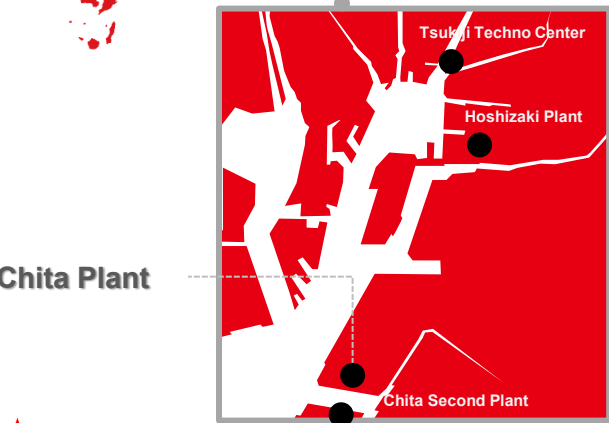 Tsukiji Techno Center
Hoshizaki Plant
Chita Plant
Chita Second Plant